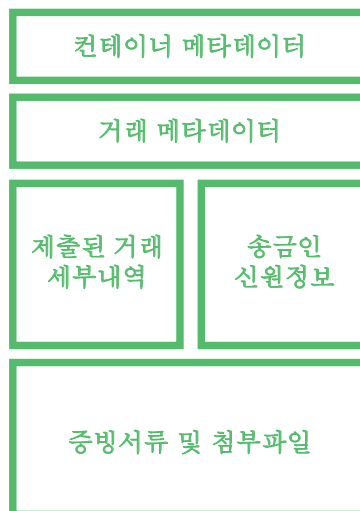 컨테이너 메타데이터
거래 메타데이터
제출된 거래
세부내역
송금인
신원정보
증빙서류 및 첨부파일